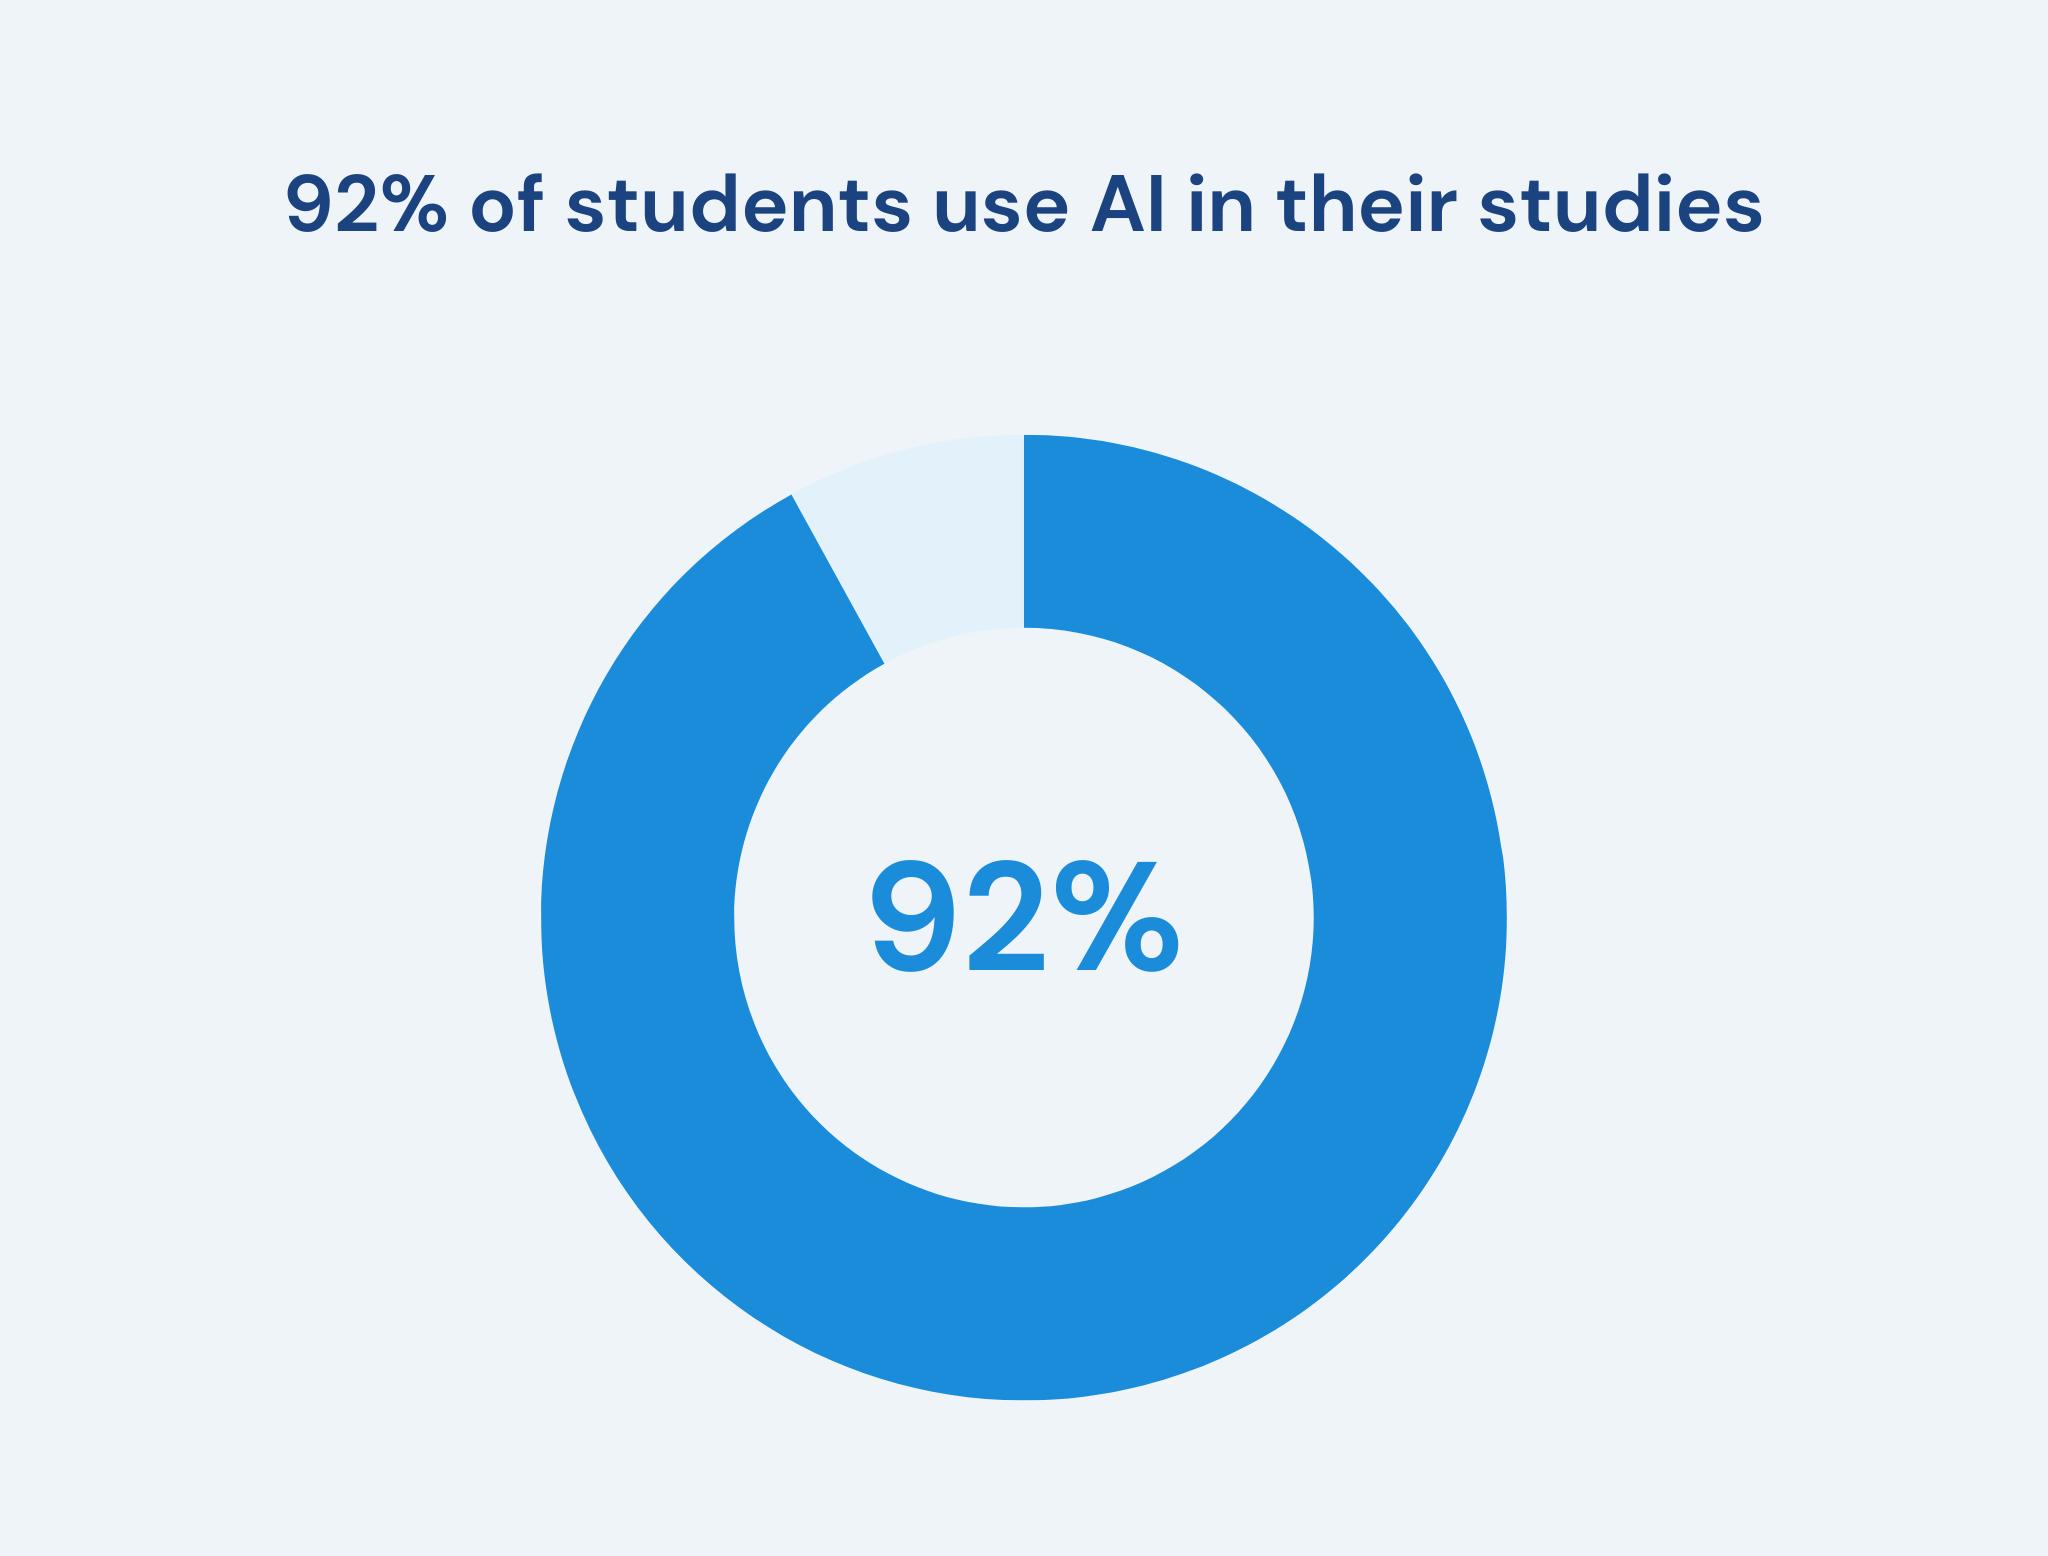 92% of students use AI in their studies
92%